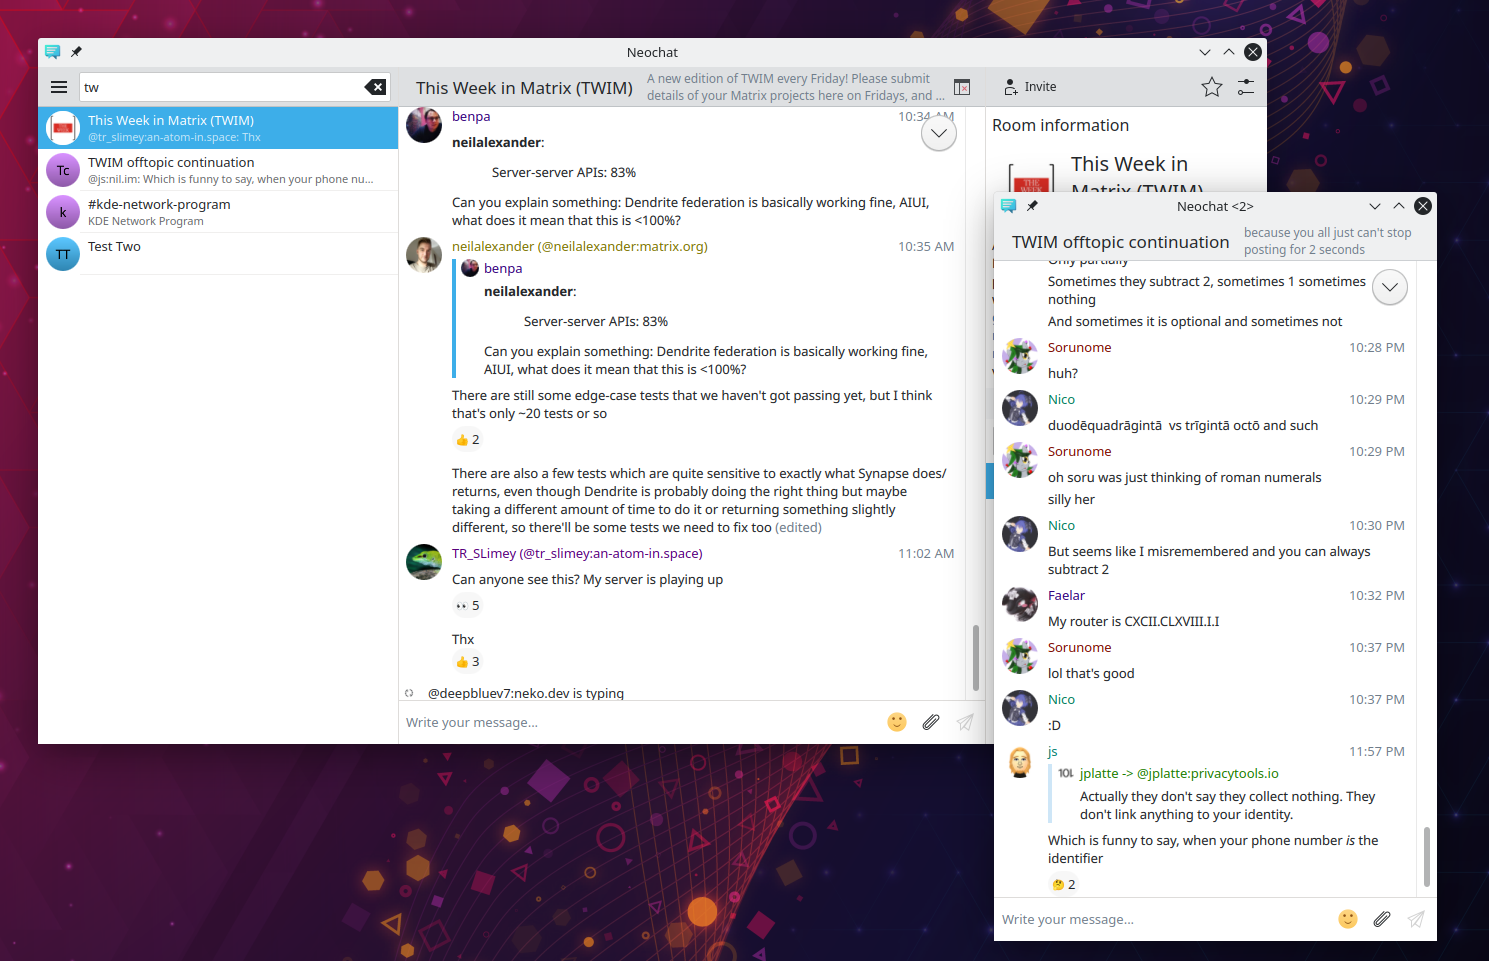 Neochat
tw
This Week in Matrix (TWIM)
@tr_slimey:an-atom-in.space: Thx
Tc
TWIM offtopic continuation
@js:nil.im: Which is funny to say, when your phone nu...
k
#kde-network-program
KDE Network Program
TT
Test Two
This Week in Matrix (TWIM)
A new edition of TWIM every Friday! Please submit
details of your Matrix projects here on Fridays, and ...
benpa
10:34 AM
neilalexander:
Server-server APIs: 83%
Can you explain something: Dendrite federation is basically working fine, AIUI,
what does it mean that this is <100%?
neilalexander (@neilalexander:matrix.org)
10:35 AM
benpa
neilalexander:
Server-server APIs: 83%
Can you explain something: Dendrite federation is basically working fine,
AIUI, what does it mean that this is <100%?
There are still some edge-case tests that we haven't got passing yet, but I think
that's only ~20 tests or so
👍 2
There are also a few tests which are quite sensitive to exactly what Synapse does/
returns, even though Dendrite is probably doing the right thing but maybe
taking a different amount of time to do it or returning something slightly
different, so there'll be some tests we need to fix too (edited)
TR_SLimey (@tr_slimey:an-atom-in.space)
11:02 AM
Can anyone see this? My server is playing up
👀 5
Thx
👍 3
@deepbluev7:neko.dev is typing
Write your message...
Invite
Room information
THE
WEEK
This Week in
Matrix (TWIM)
Neochat <2>
TWIM offtopic continuation
because you all just can't stop
posting for 2 seconds
Only partially
Sometimes they subtract 2, sometimes 1 sometimes
nothing
And sometimes it is optional and sometimes not
Sorunome
10:28 PM
huh?
Nico
10:29 PM
duodēquadrāgintā vs trīgintā octō and such
Sorunome
10:29 PM
oh soru was just thinking of roman numerals
silly her
Nico
10:30 PM
But seems like I misremembered and you can always
subtract 2
Faelar
10:32 PM
My router is CXCII.CLXVIII.I.I
Sorunome
10:37 PM
lol that's good
Nico
10:37 PM
:D
js
11:57 PM
jplatte -> @jplatte:privacytools.io
Actually they don't say they collect nothing. They
don't link anything to your identity.
Which is funny to say, when your phone number is the
identifier
🤔 2
Write your message...